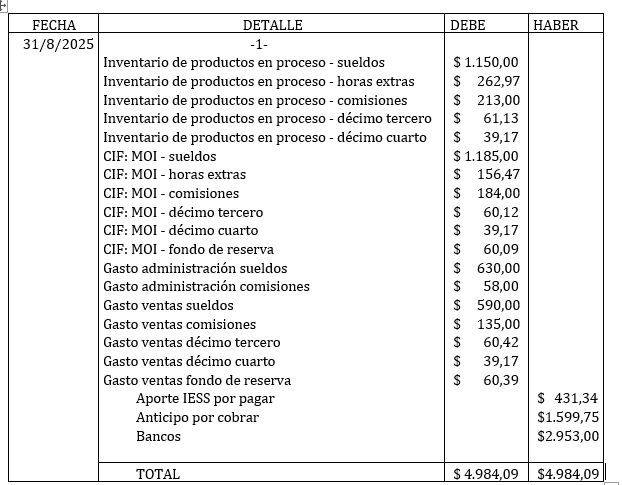 FECHA DETALLE DEBE HABER
31/8/2025 -1-
Inventario de productos en proceso - sueldos $ 1.150,00
Inventario de productos en proceso - horas extras $ 262,97
Inventario de productos en proceso - comisiones $ 213,00
Inventario de productos en proceso - décimo tercero $ 61,13
Inventario de productos en proceso - décimo cuarto $ 39,17
CIF: MOI - sueldos $ 1.185,00
CIF: MOI - horas extras $ 156,47
CIF: MOI - comisiones $ 184,00
CIF: MOI - décimo tercero $ 60,12
CIF: MOI - décimo cuarto $ 39,17
CIF: MOI - fondo de reserva $ 60,09
Gasto administración sueldos $ 630,00
Gasto administración comisiones $ 58,00
Gasto ventas sueldos $ 590,00
Gasto ventas comisiones $ 135,00
Gasto ventas décimo tercero $ 60,42
Gasto ventas décimo cuarto $ 39,17
Gasto ventas fondo de reserva $ 60,39
Aporte IESS por pagar $ 431,34
Anticipo por cobrar $1.599,75
Bancos $2.953,00
TOTAL $ 4.984,09 $4.984,09